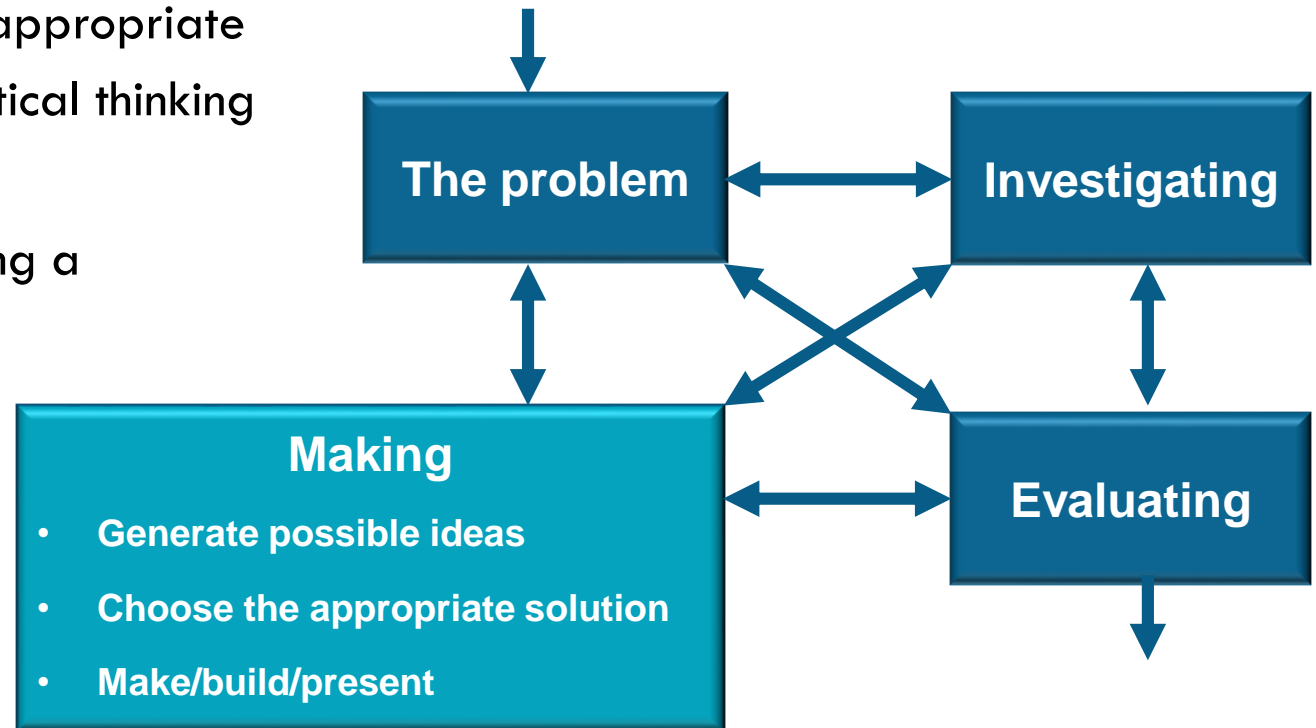 appropriate
tical thinking
ng a
The problem
Investigating
Making
• Generate possible ideas
• Choose the appropriate solution
• Make/build/present
Evaluating